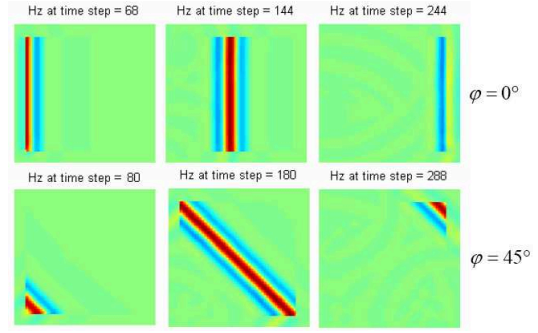 Hz at time step = 68
Hz at time step = 144
Hz at time step = 244
φ = 0°
Hz at time step = 80
Hz at time step = 180
Hz at time step = 288
φ = 45°